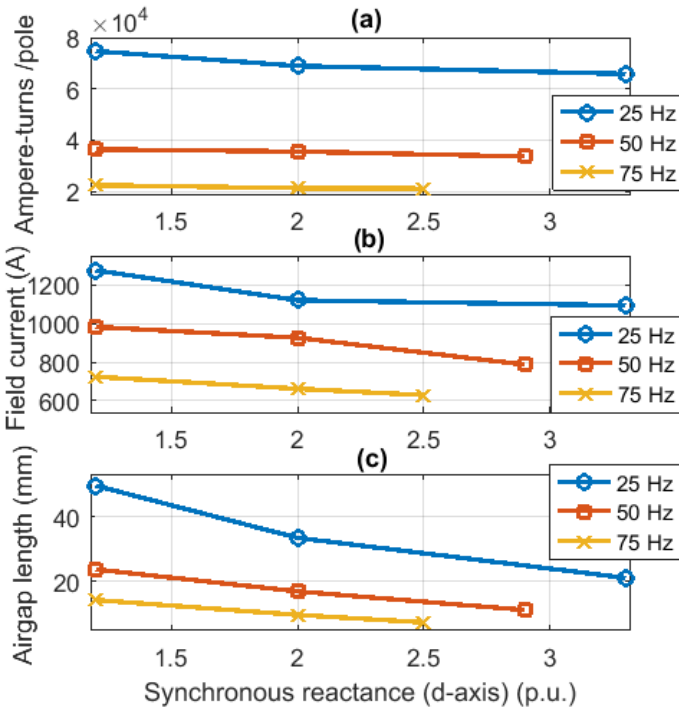 (a)
×10⁴
Ampere-turns /pole
8
6
4
2
25 Hz
50 Hz
75 Hz
1.5
2
2.5
3
(b)
Field current (A)
1200
1000
800
600
25 Hz
50 Hz
75 Hz
1.5
2
2.5
3
(c)
Airgap length (mm)
40
20
25 Hz
50 Hz
75 Hz
1.5
2
2.5
3
Synchronous reactance (d-axis) (p.u.)